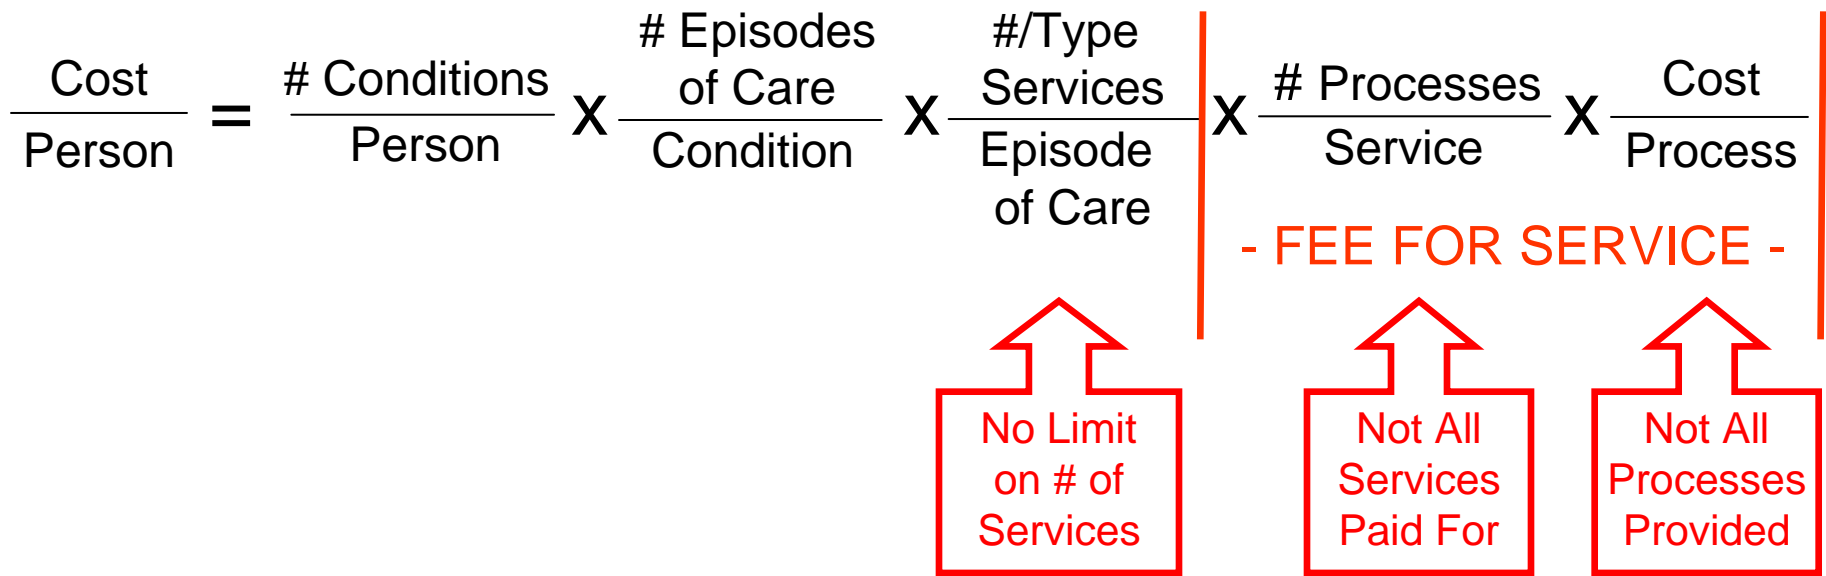 Cost
Person
=
# Conditions
Person
x
# Episodes
of Care
Condition
x
#/Type
Services
Episode
of Care
x
# Processes
Service
x
Cost
Process
- FEE FOR SERVICE -
No Limit
on # of
Services
Not All
Services
Paid For
Not All
Processes
Provided